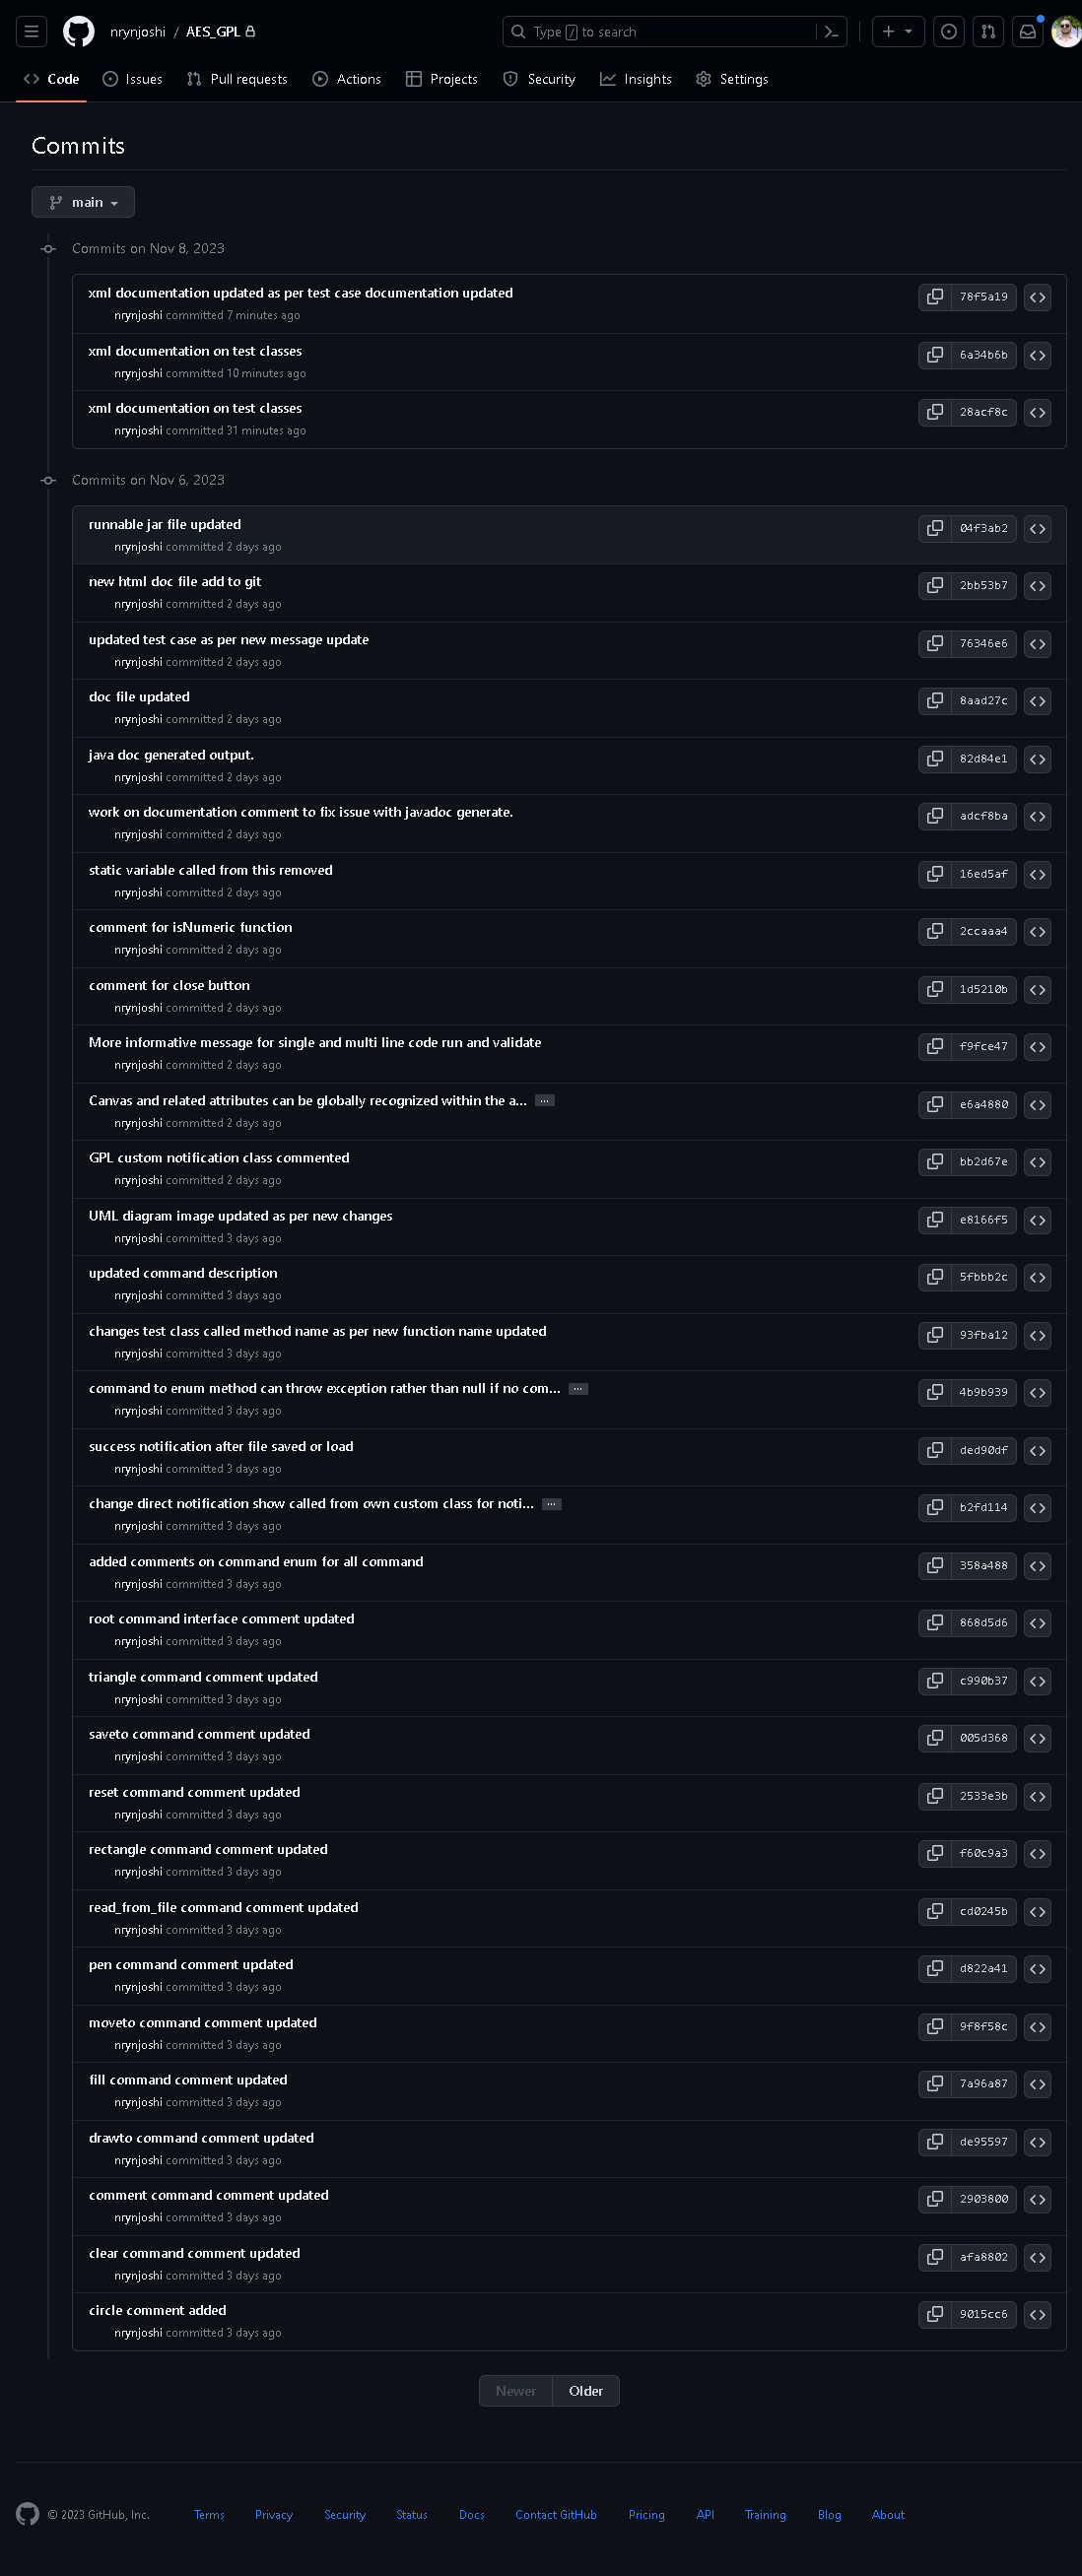 nrynjoshi / AES_GPL
Type / to search
Code Issues Pull requests Actions Projects Security Insights Settings
Commits
main
Commits on Nov 8, 2023
xml documentation updated as per test case documentation updated
78f5a19
nrynjoshi committed 7 minutes ago
xml documentation on test classes
6a34b6b
nrynjoshi committed 10 minutes ago
xml documentation on test classes
28acf8c
nrynjoshi committed 31 minutes ago
Commits on Nov 6, 2023
runnable jar file updated
04f3ab2
nrynjoshi committed 2 days ago
new html doc file add to git
2bb53b7
nrynjoshi committed 2 days ago
updated test case as per new message update
76346e6
nrynjoshi committed 2 days ago
doc file updated
8aad27c
nrynjoshi committed 2 days ago
java doc generated output.
82d84e1
nrynjoshi committed 2 days ago
work on documentation comment to fix issue with javadoc generate.
adcf8ba
nrynjoshi committed 2 days ago
static variable called from this removed
16ed5af
nrynjoshi committed 2 days ago
comment for isNumeric function
2ccaaa4
nrynjoshi committed 2 days ago
comment for close button
1d5210b
nrynjoshi committed 2 days ago
More informative message for single and multi line code run and validate
f9fce47
nrynjoshi committed 2 days ago
Canvas and related attributes can be globally recognized within the a... …
e6a4880
nrynjoshi committed 2 days ago
GPL custom notification class commented
bb2d67e
nrynjoshi committed 2 days ago
UML diagram image updated as per new changes
e8166f5
nrynjoshi committed 3 days ago
updated command description
5fbbb2c
nrynjoshi committed 3 days ago
changes test class called method name as per new function name updated
93fba12
nrynjoshi committed 3 days ago
command to enum method can throw exception rather than null if no com... …
4b9b939
nrynjoshi committed 3 days ago
success notification after file saved or load
ded90df
nrynjoshi committed 3 days ago
change direct notification show called from own custom class for noti... …
b2fd114
nrynjoshi committed 3 days ago
added comments on command enum for all command
358a488
nrynjoshi committed 3 days ago
root command interface comment updated
868d5d6
nrynjoshi committed 3 days ago
triangle command comment updated
c990b37
nrynjoshi committed 3 days ago
saveto command comment updated
005d368
nrynjoshi committed 3 days ago
reset command comment updated
2533e3b
nrynjoshi committed 3 days ago
rectangle command comment updated
f60c9a3
nrynjoshi committed 3 days ago
read_from_file command comment updated
cd0245b
nrynjoshi committed 3 days ago
pen command comment updated
d822a41
nrynjoshi committed 3 days ago
moveto command comment updated
9f8f58c
nrynjoshi committed 3 days ago
fill command comment updated
7a96a87
nrynjoshi committed 3 days ago
drawto command comment updated
de95597
nrynjoshi committed 3 days ago
comment command comment updated
2903800
nrynjoshi committed 3 days ago
clear command comment updated
afa8802
nrynjoshi committed 3 days ago
circle comment added
9015cc6
nrynjoshi committed 3 days ago
Newer Older
© 2023 GitHub, Inc. Terms Privacy Security Status Docs Contact GitHub Pricing API Training Blog About